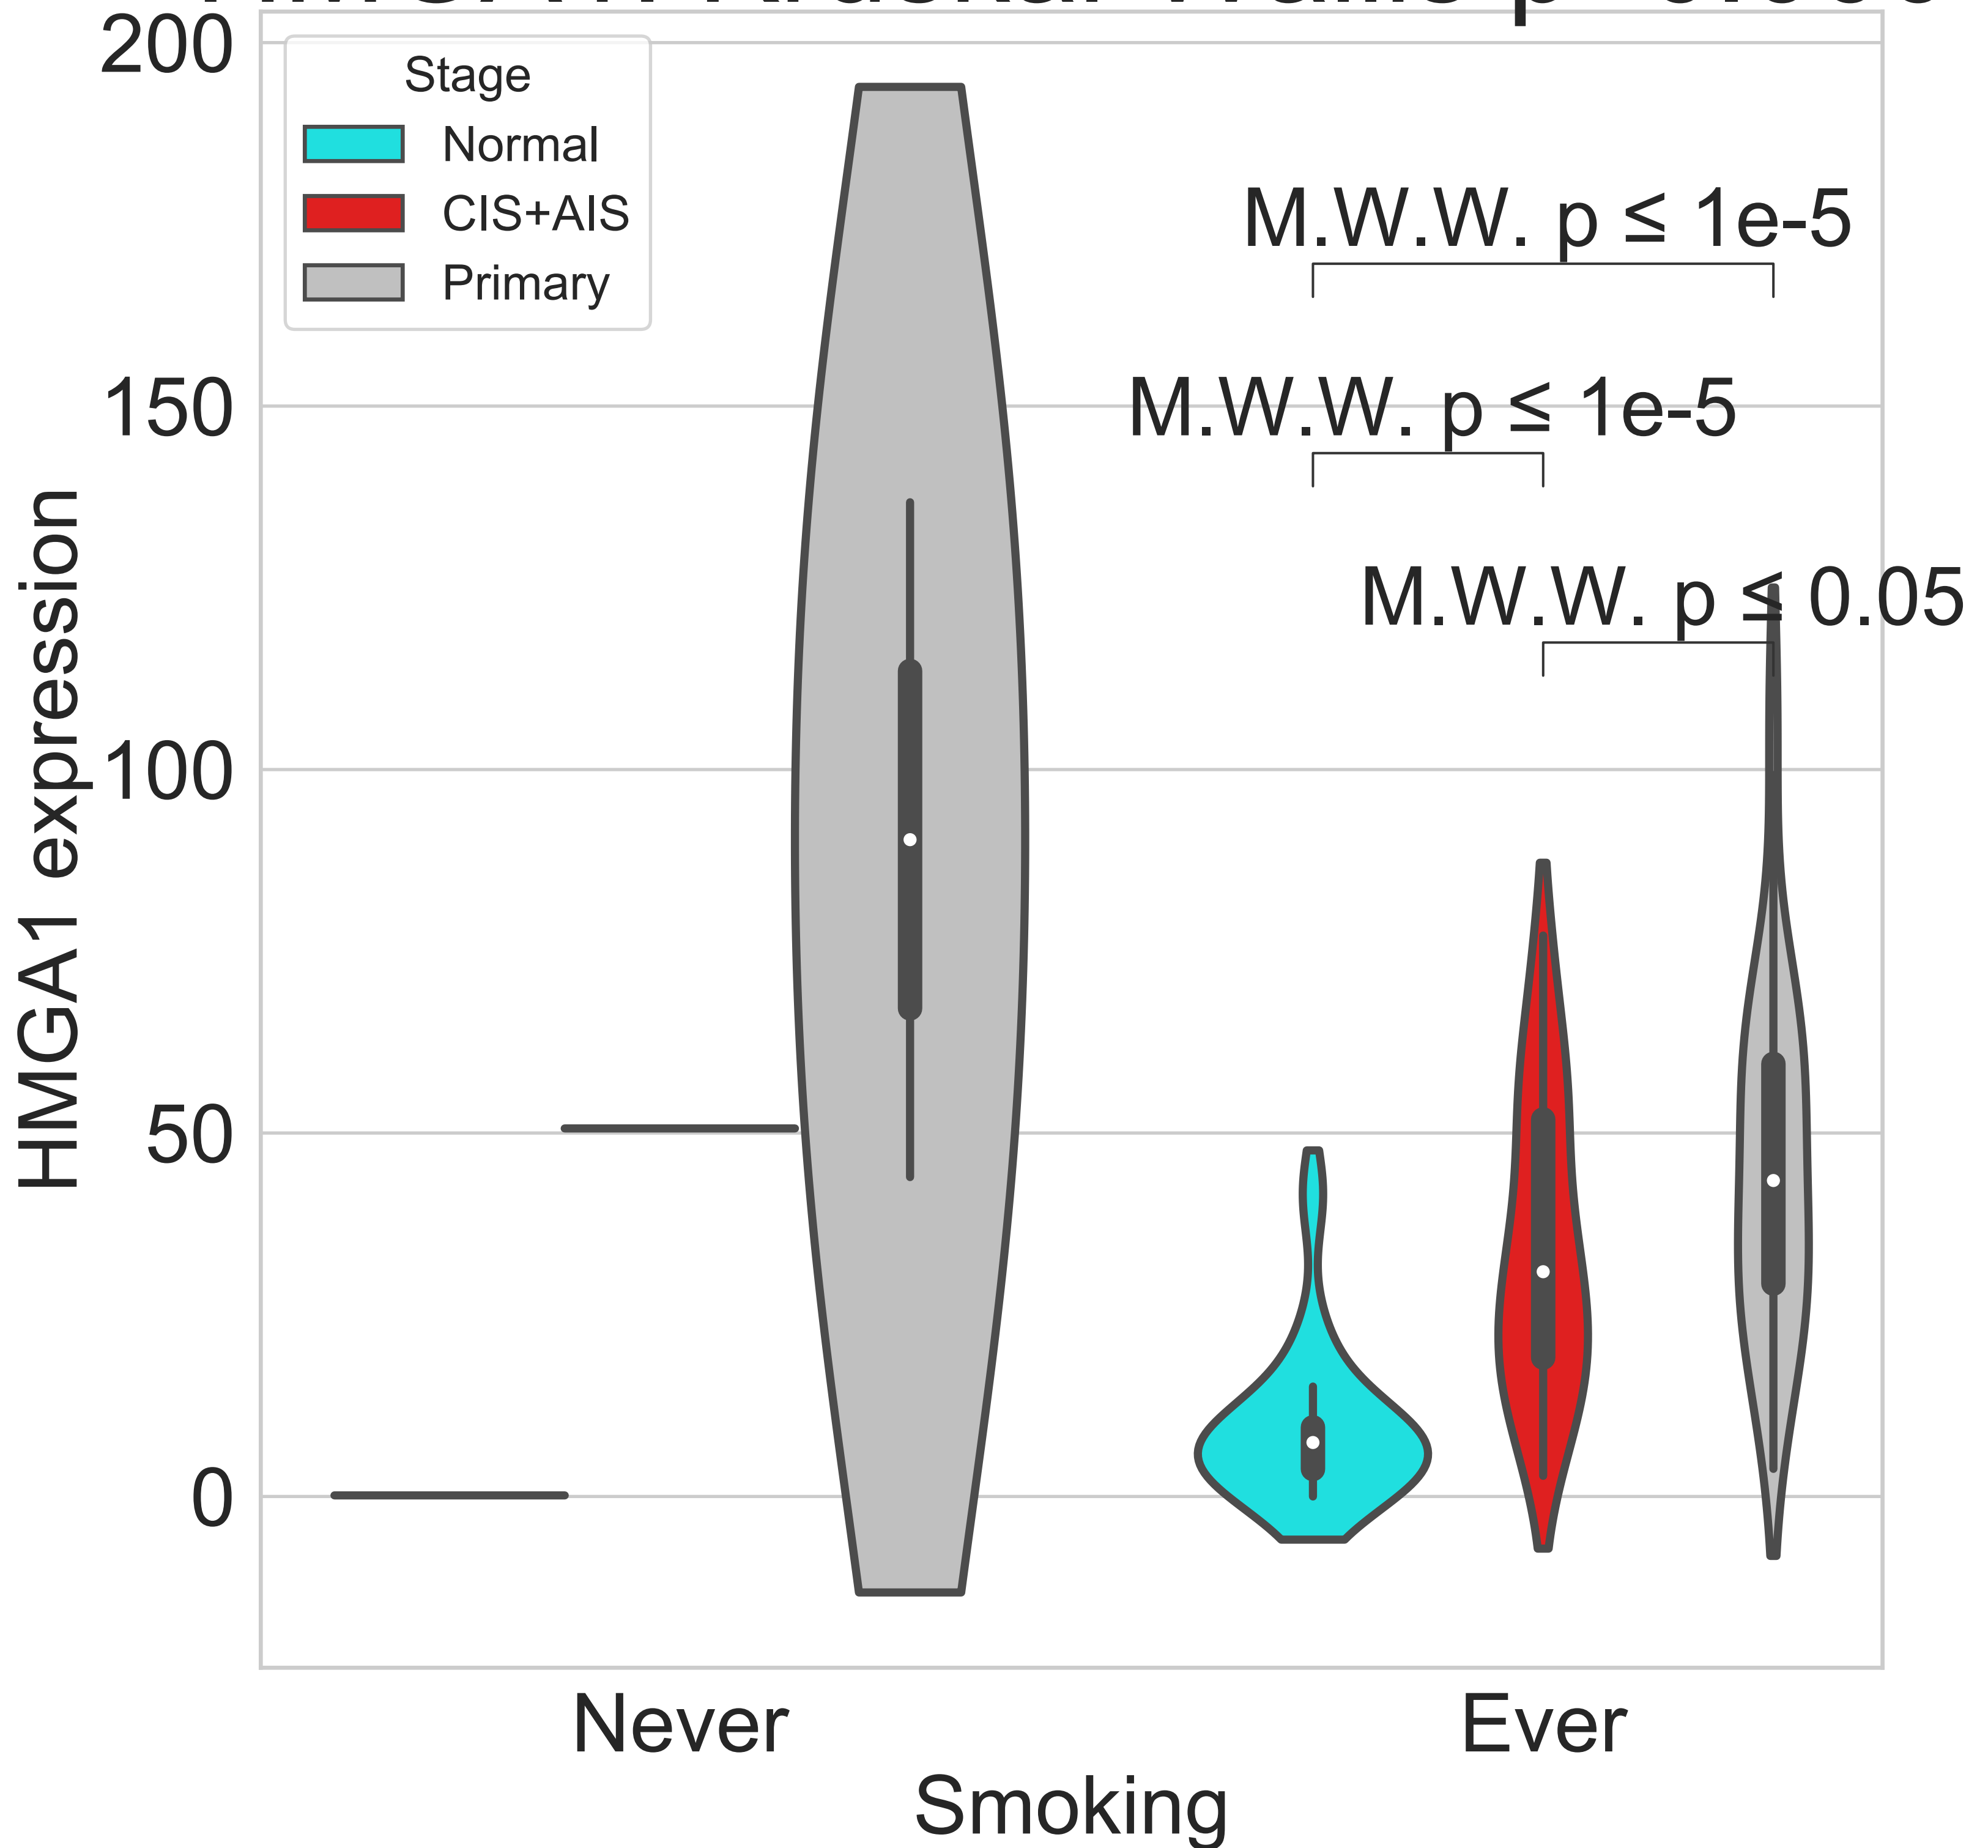 200
Stage
Normal
CIS+AIS
Primary
M.W.W. p ≤ 1e-5
150
M.W.W. p ≤ 1e-5
M.W.W. p ≤ 0.05
100
50
0
HMGA1 expression
Never
Ever
Smoking